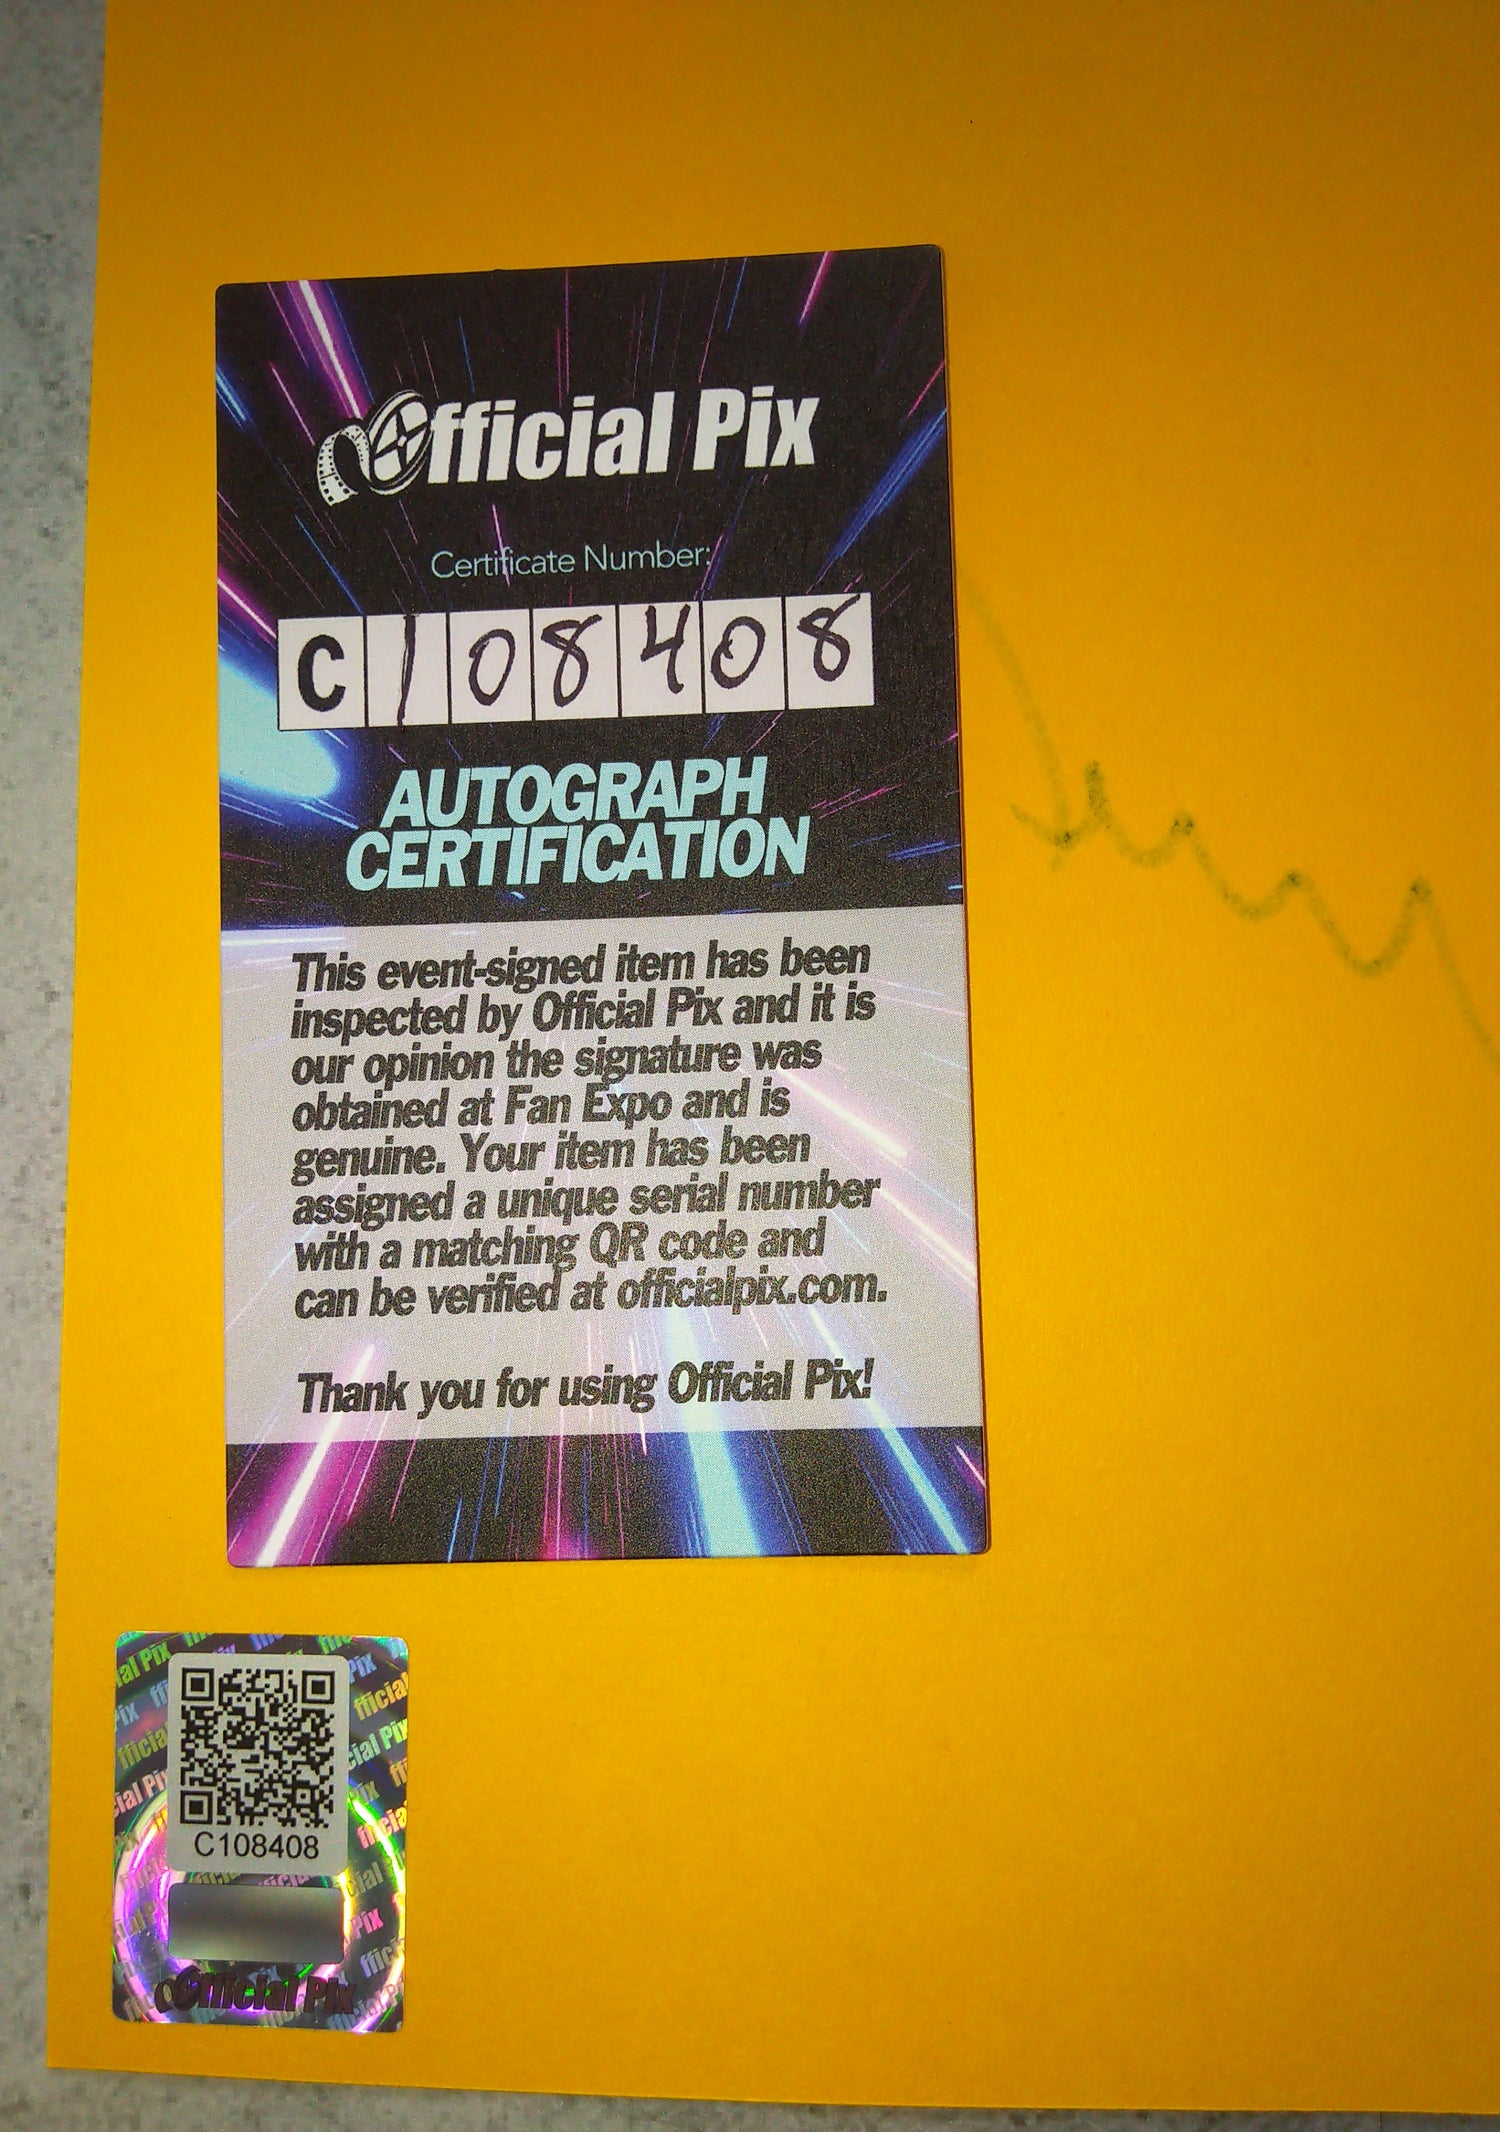 Official Pix
Certificate Number:
C108408
AUTOGRAPH
CERTIFICATION
This event-signed item has been
inspected by Official Pix and it is
our opinion the signature was
obtained at Fan Expo and is
genuine. Your item has been
assigned a unique serial number
with a matching QR code and
can be verified at officialpix.com.
Thank you for using Official Pix!
C108408
Official Pix